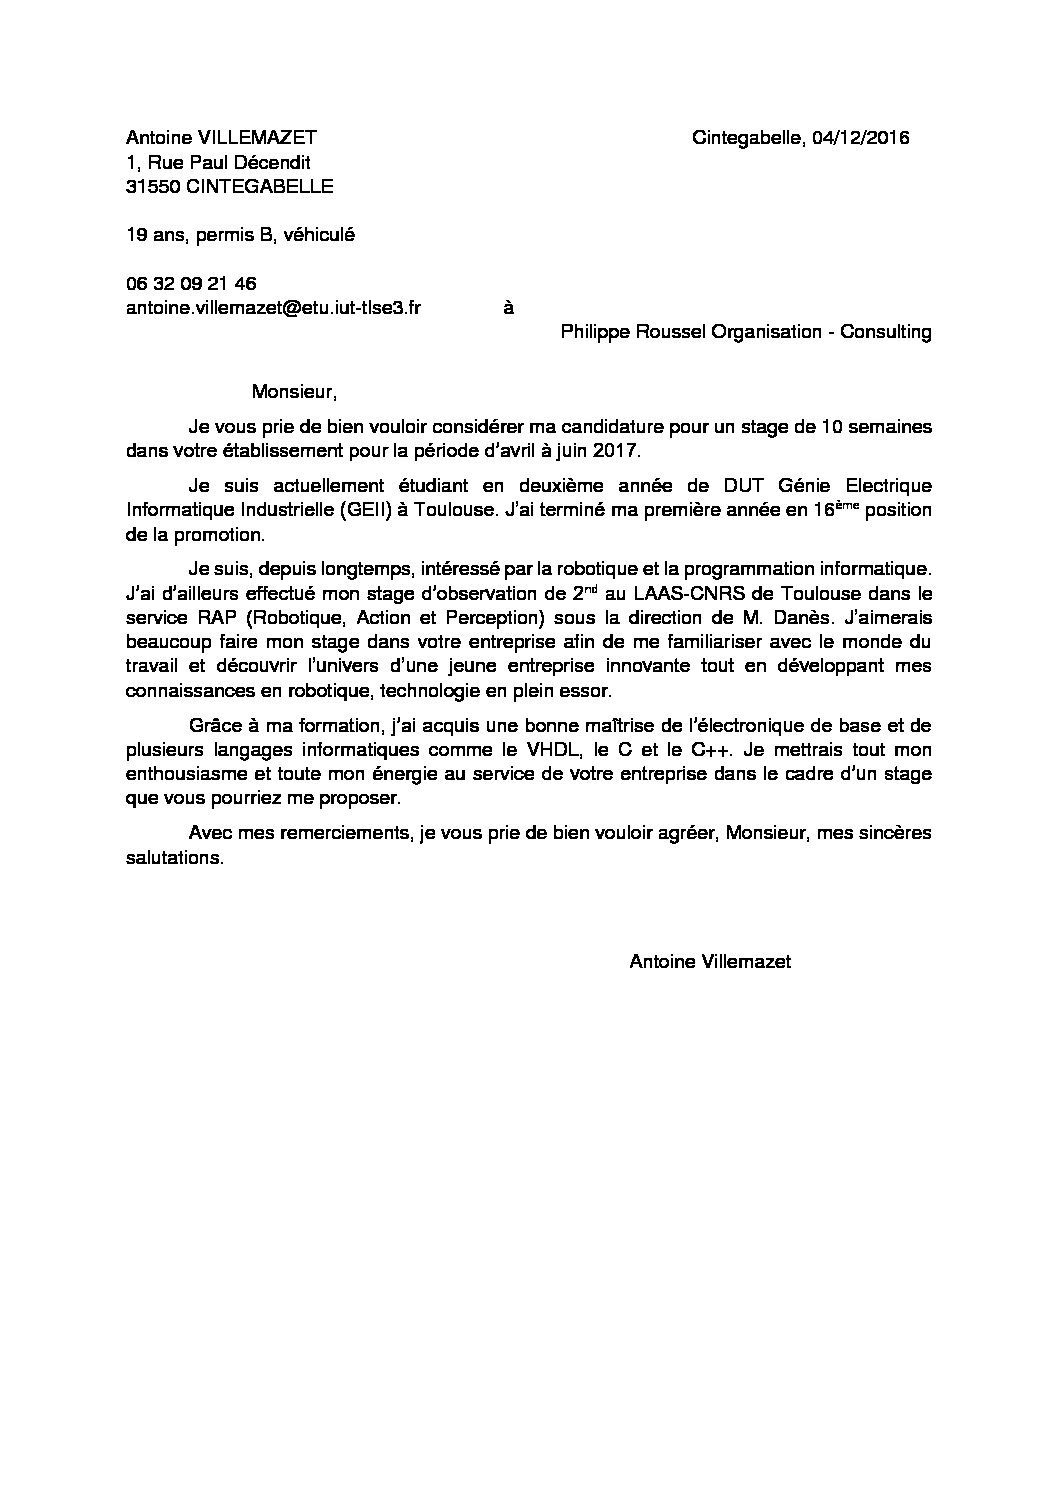 Antoine VILLEMAZET Cintegabelle, 04/12/2016
1, Rue Paul Décendit
31550 CINTEGABELLE
19 ans, permis B, véhiculé
06 32 09 21 46
antoine.villemazet@etu.iut-tlse3.fr à
Philippe Roussel Organisation - Consulting
Monsieur,
Je vous prie de bien vouloir considérer ma candidature pour un stage de 10 semaines
dans votre établissement pour la période d’avril à juin 2017.
Je suis actuellement étudiant en deuxième année de DUT Génie Electrique
Informatique Industrielle (GEII) à Toulouse. J’ai terminé ma première année en 16ème position
de la promotion.
Je suis, depuis longtemps, intéressé par la robotique et la programmation informatique.
J’ai d’ailleurs effectué mon stage d’observation de 2nd au LAAS-CNRS de Toulouse dans le
service RAP (Robotique, Action et Perception) sous la direction de M. Danès. J’aimerais
beaucoup faire mon stage dans votre entreprise afin de me familiariser avec le monde du
travail et découvrir l’univers d’une jeune entreprise innovante tout en développant mes
connaissances en robotique, technologie en plein essor.
Grâce à ma formation, j’ai acquis une bonne maîtrise de l’électronique de base et de
plusieurs langages informatiques comme le VHDL, le C et le C++. Je mettrais tout mon
enthousiasme et toute mon énergie au service de votre entreprise dans le cadre d’un stage
que vous pourriez me proposer.
Avec mes remerciements, je vous prie de bien vouloir agréer, Monsieur, mes sincères
salutations.
Antoine Villemazet